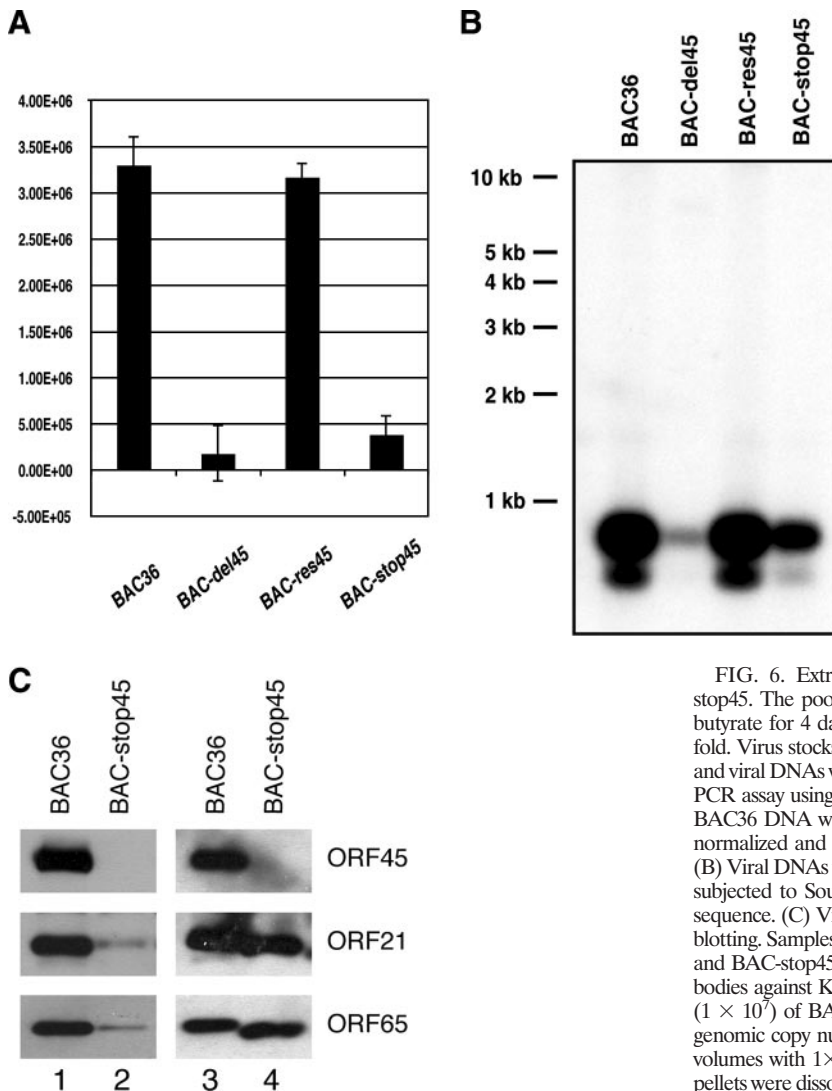 A
4.00E+06
3.50E+06
3.00E+06
2.50E+06
2.00E+06
1.50E+06
1.00E+06
5.00E+05
0.00E+00
-5.00E+05
BAC36
BAC-del45
BAC-res45
BAC-stop45
B
BAC36
BAC-del45
BAC-res45
BAC-stop45
10 kb
5 kb
4 kb
3 kb
2 kb
1 kb
C
BAC36
BAC-stop45
BAC36
BAC-stop45
ORF45
ORF21
ORF65
1 2 3 4
FIG. 6. Extr
stop45. The poo
butyrate for 4 da
fold. Virus stocks
and viral DNAs w
PCR assay using
BAC36 DNA w
normalized and
(B) Viral DNAs
subjected to Sou
sequence. (C) Vi
blotting. Samples
and BAC-stop45
bodies against K
(1 × 10⁷) of BA
genomic copy nu
volumes with 1×
pellets were disso